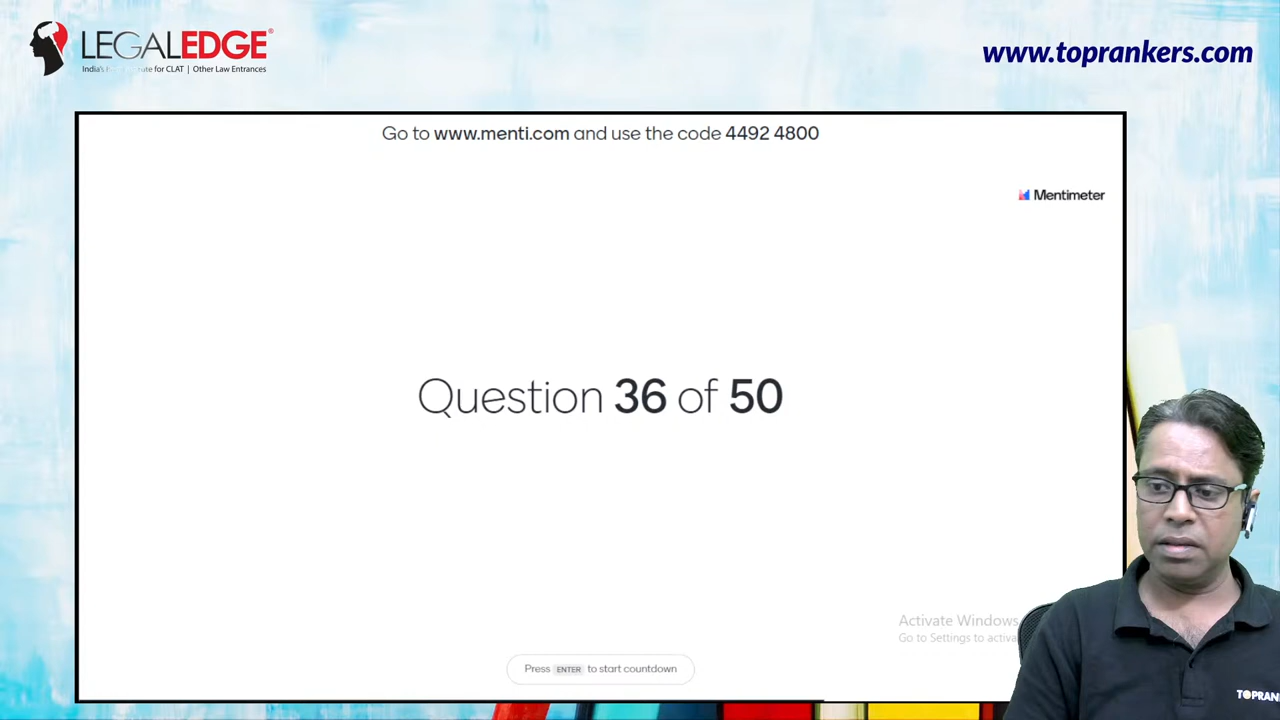 LEGALEDGE®
www.toprankers.com
Go to www.menti.com and use the code 4492 4800
Mentimeter
Question 36 of 50
Activate Windows
Go to Settings to activa
Press ENTER to start countdown
TOPRAN
India's for CLAT | Other Law Entrances